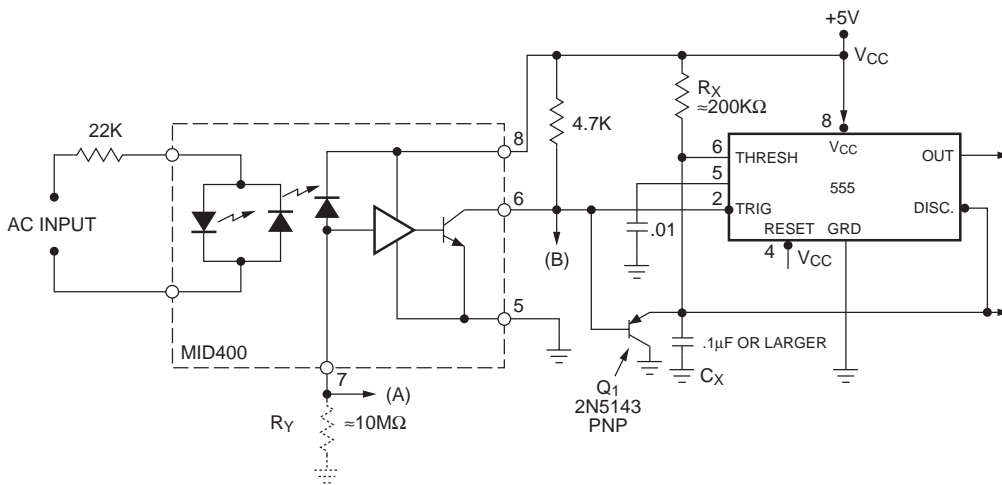 +5V
VCC
22K
AC INPUT
MID400
8
6
5
7
(A)
RY
≈10MΩ
4.7K
(B)
RX
≈200KΩ
.01
6
5
2
8
VCC
THRESH
OUT
555
TRIG
DISC.
RESET
GRD
4
VCC
.1µF OR LARGER
CX
Q1
2N5143
PNP